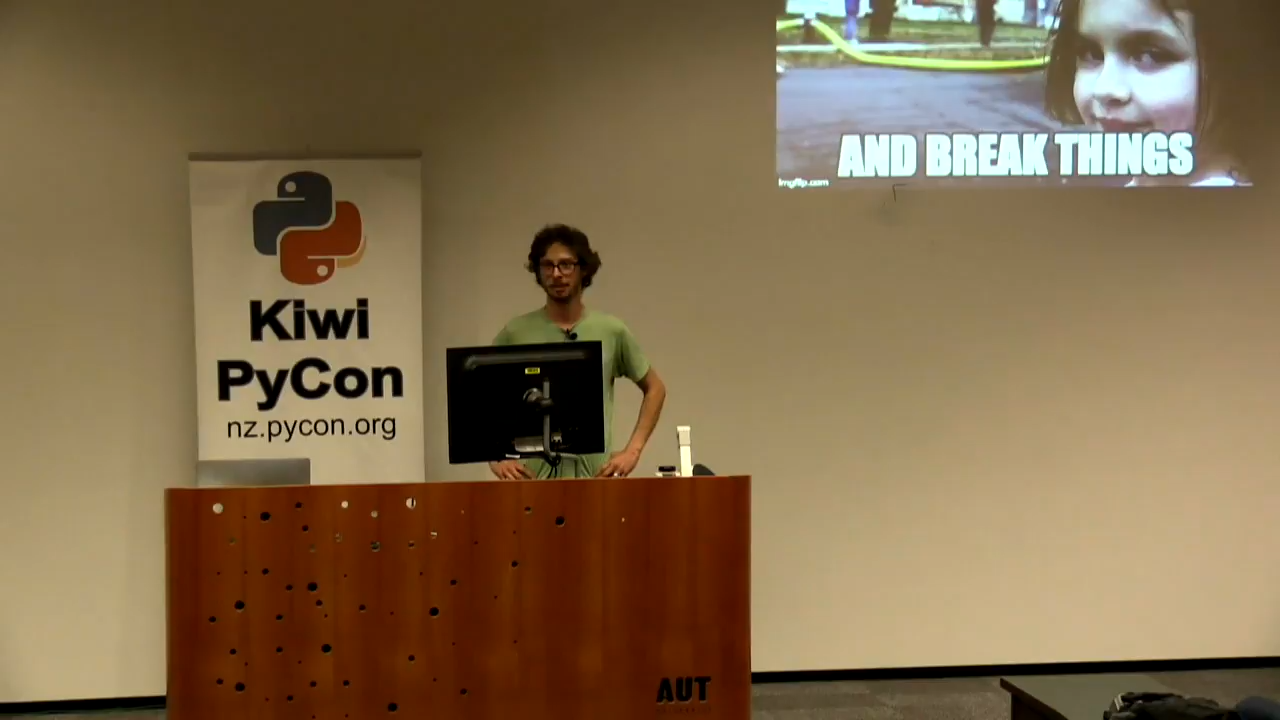 AND BREAK THINGS
imgflip.com
Kiwi
PyCon
nz.pycon.org
AUT